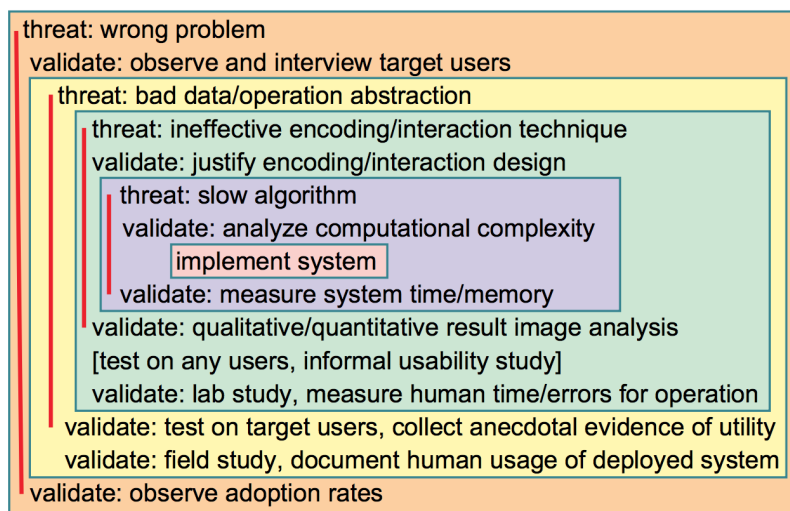 threat: wrong problem
validate: observe and interview target users
threat: bad data/operation abstraction
threat: ineffective encoding/interaction technique
validate: justify encoding/interaction design
threat: slow algorithm
validate: analyze computational complexity
implement system
validate: measure system time/memory
validate: qualitative/quantitative result image analysis
[test on any users, informal usability study]
validate: lab study, measure human time/errors for operation
validate: test on target users, collect anecdotal evidence of utility
validate: field study, document human usage of deployed system
validate: observe adoption rates